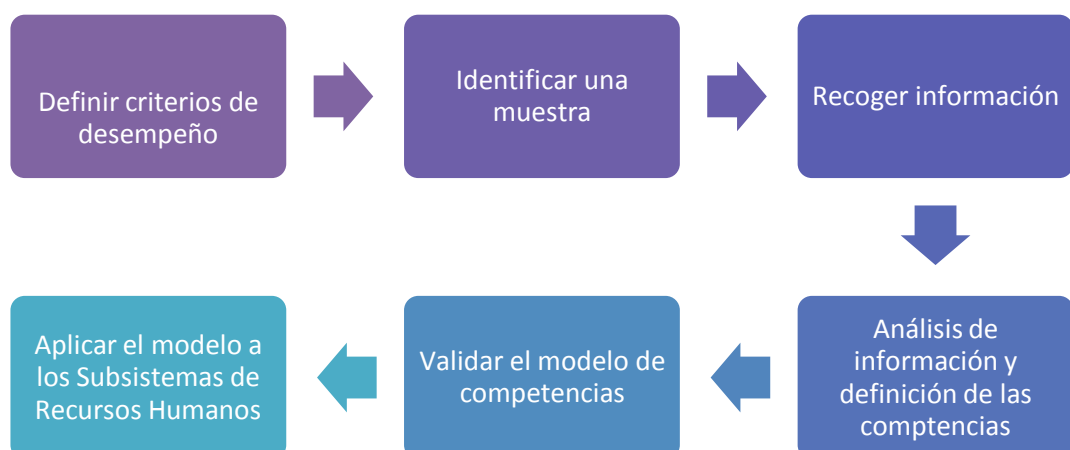 Definir criterios de
desempeño
Identificar una
muestra
Recoger información
Análisis de
información y
definición de las
comptencias
Validar el modelo de
competencias
Aplicar el modelo a
los Subsistemas de
Recursos Humanos